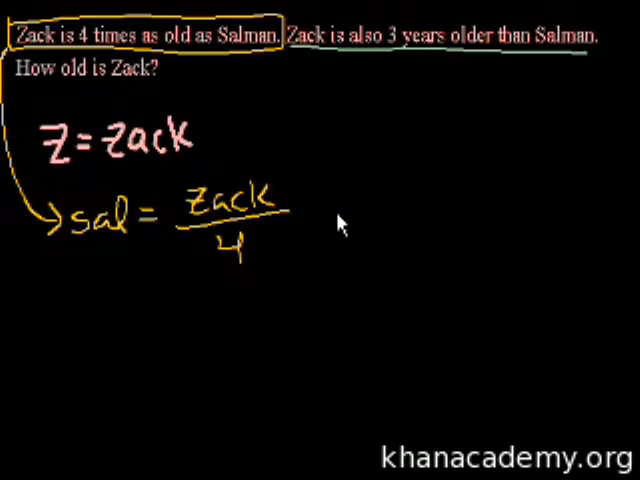 Zack is 4 times as old as Salman. Zack is also 3 years older than Salman.
How old is Zack?
Z = Zack
sal = Zack
4
khanacademy.org